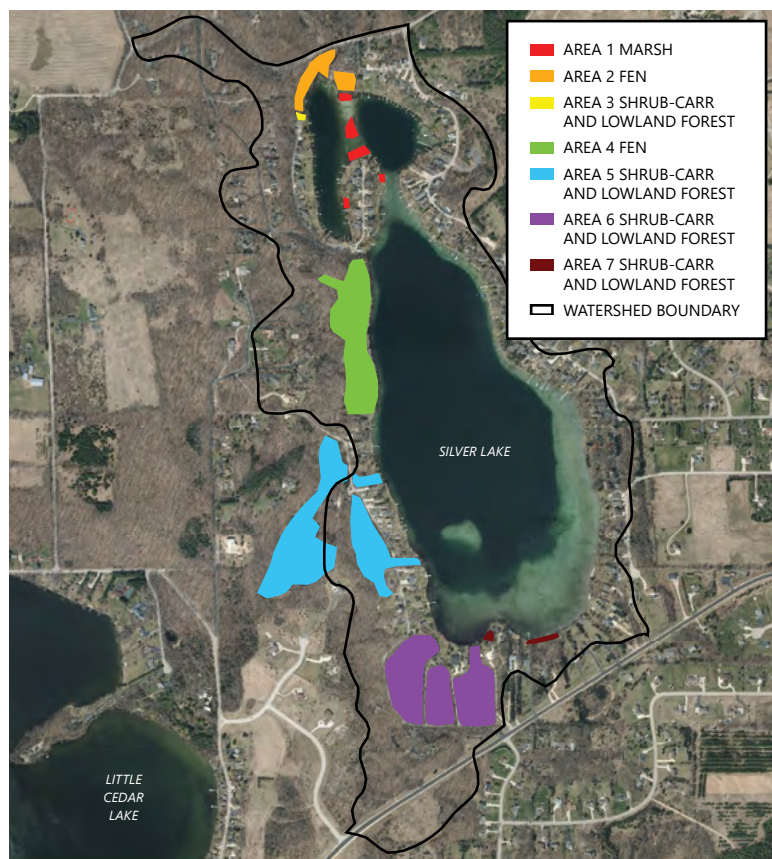 AREA 1 MARSH
AREA 2 FEN
AREA 3 SHRUB-CARR
AND LOWLAND FOREST
AREA 4 FEN
AREA 5 SHRUB-CARR
AND LOWLAND FOREST
AREA 6 SHRUB-CARR
AND LOWLAND FOREST
AREA 7 SHRUB-CARR
AND LOWLAND FOREST
WATERSHED BOUNDARY
SILVER LAKE
LITTLE
CEDAR
LAKE